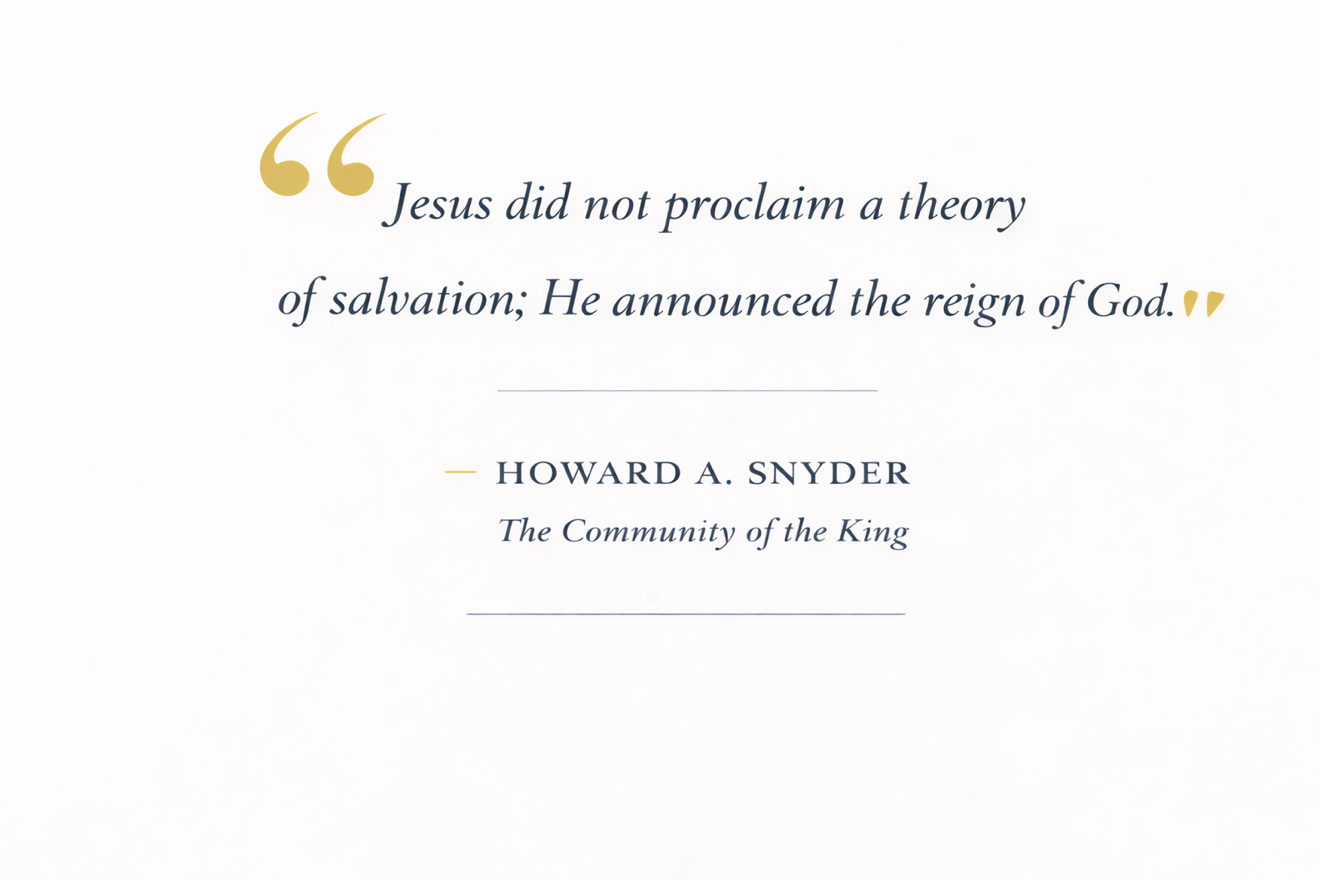 “Jesus did not proclaim a theory
of salvation; He announced the reign of God."
— HOWARD A. SNYDER
The Community of the King